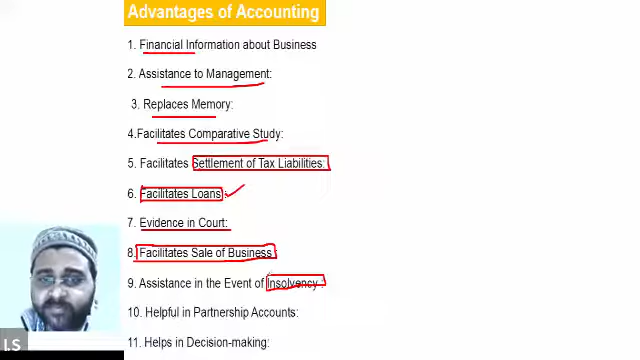 Advantages of Accounting
1. Financial Information about Business
2. Assistance to Management:
3. Replaces Memory:
4.Facilitates Comparative Study:
5. Facilitates Settlement of Tax Liabilities:
6. Facilitates Loans :
7. Evidence in Court:
8. Facilitates Sale of Business :
9. Assistance in the Event of Insolvency :
10. Helpful in Partnership Accounts:
11. Helps in Decision-making:
I.S